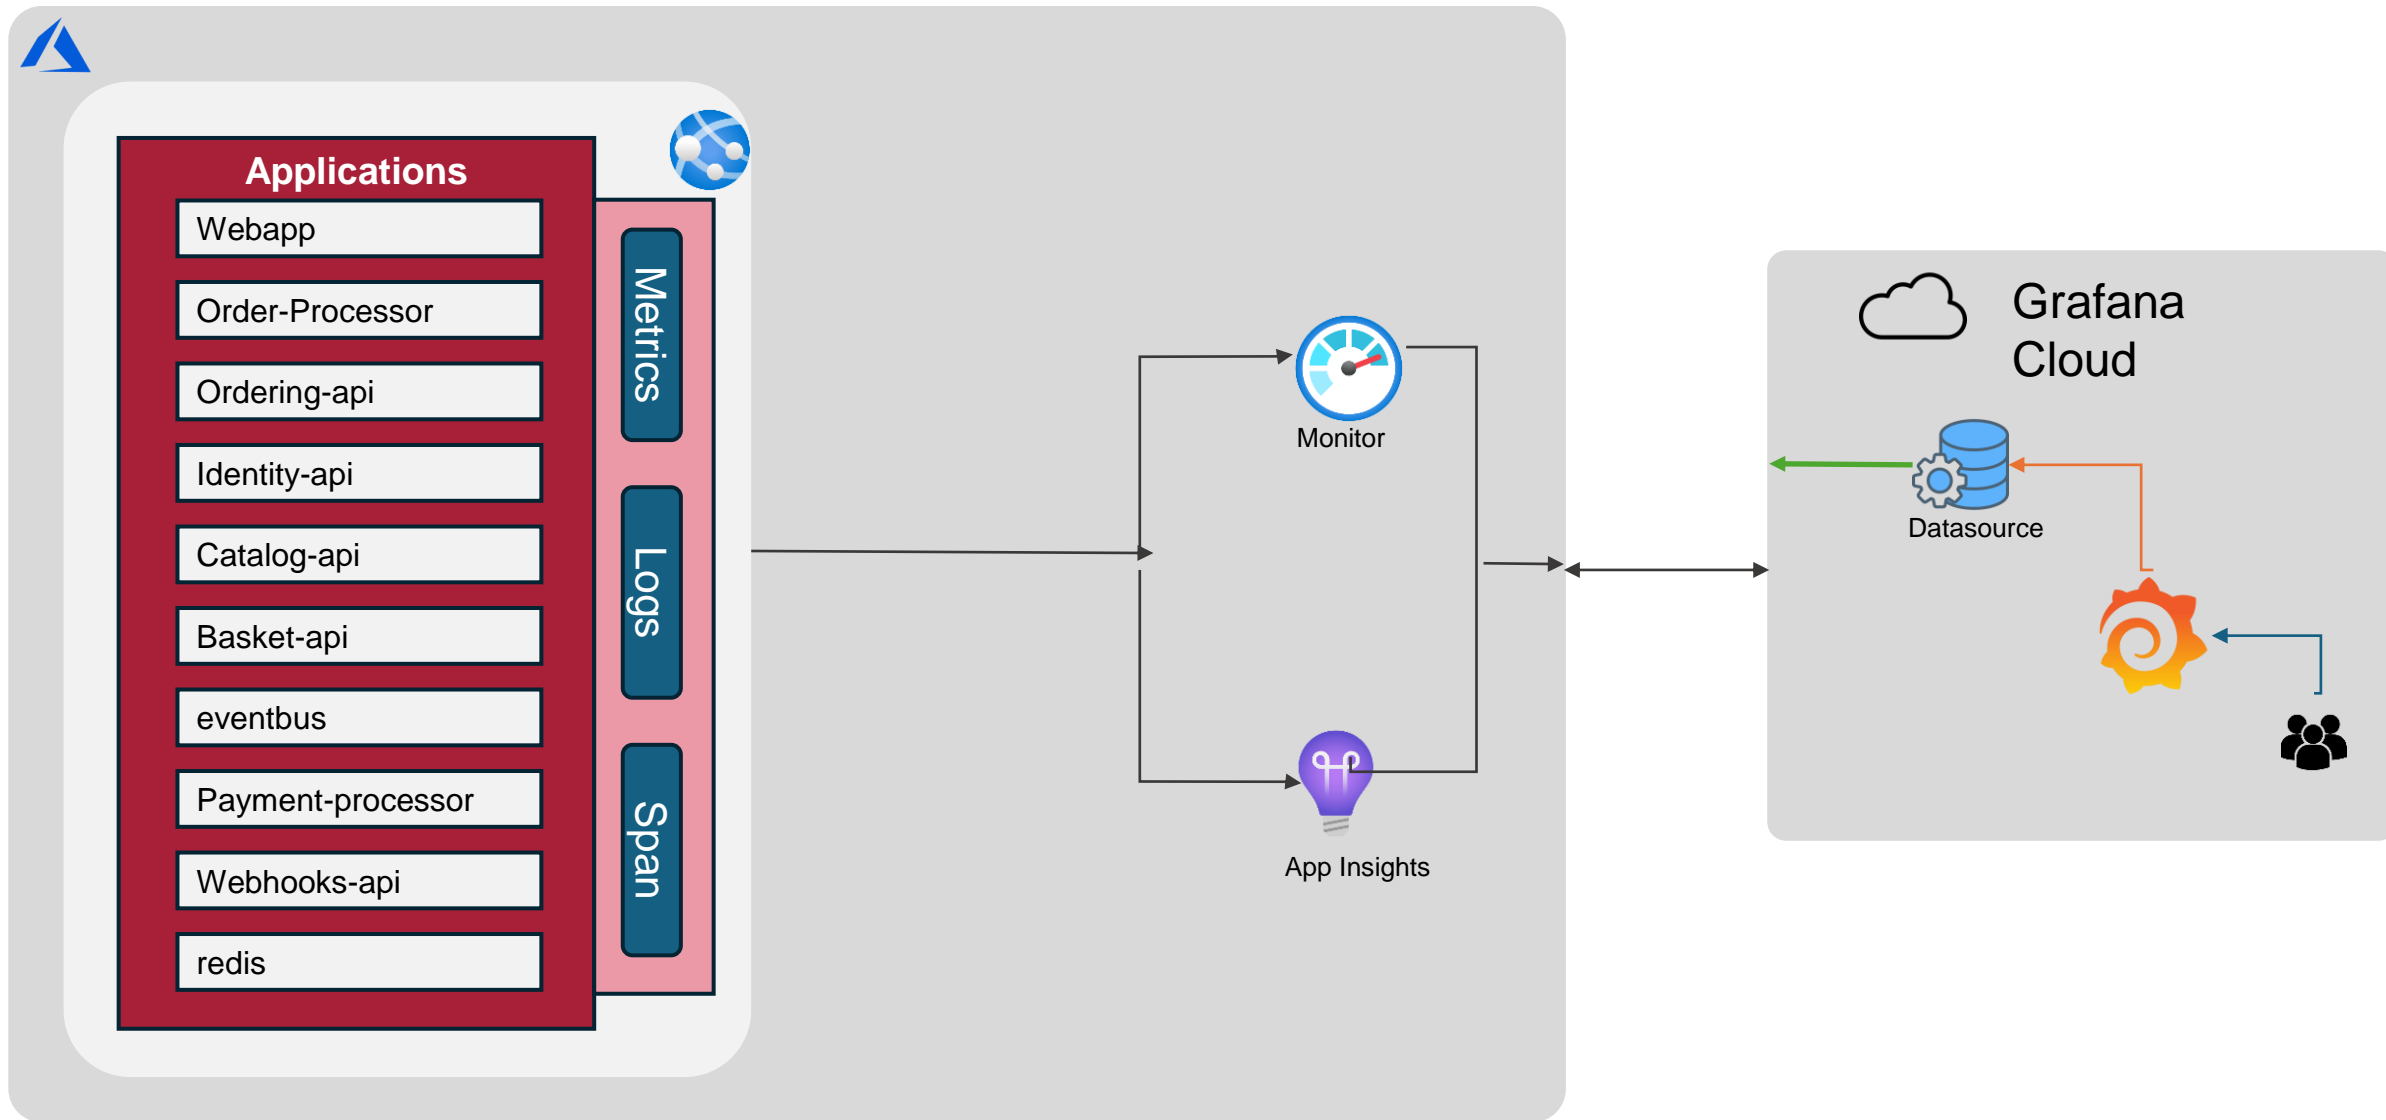 Applications
Webapp
Order-Processor
Ordering-api
Identity-api
Catalog-api
Basket-api
eventbus
Payment-processor
Webhooks-api
redis
Metrics
Logs
Span
Monitor
App Insights
Grafana
Cloud
Datasource